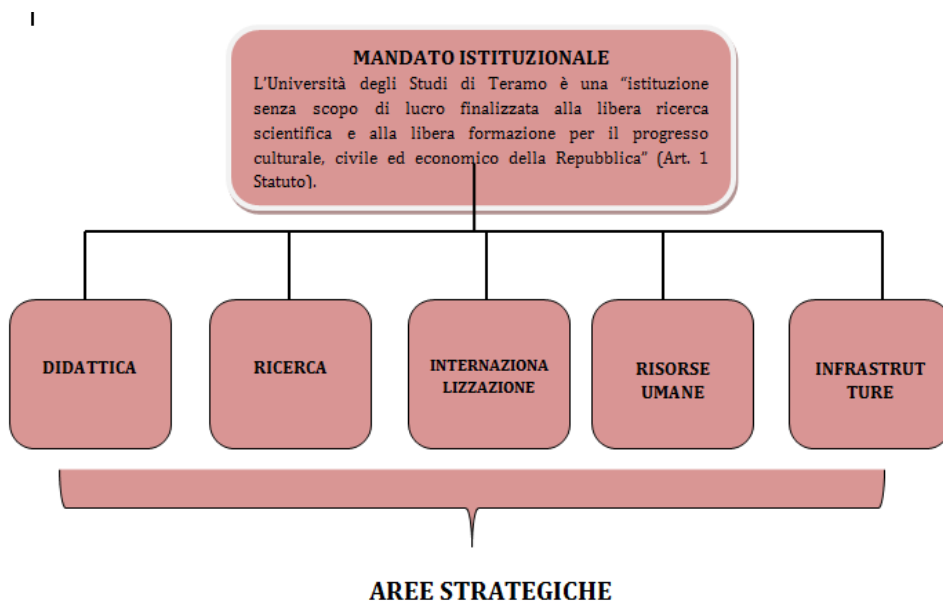 MANDATO ISTITUZIONALE
L'Università degli Studi di Teramo è una "istituzione
senza scopo di lucro finalizzata alla libera ricerca
scientifica e alla libera formazione per il progresso
culturale, civile ed economico della Repubblica" (Art. 1
Statuto).
DIDATTICA
RICERCA
INTERNAZIONA
LIZZAZIONE
RISORSE
UMANE
INFRASTRUT
TURE
AREE STRATEGICHE